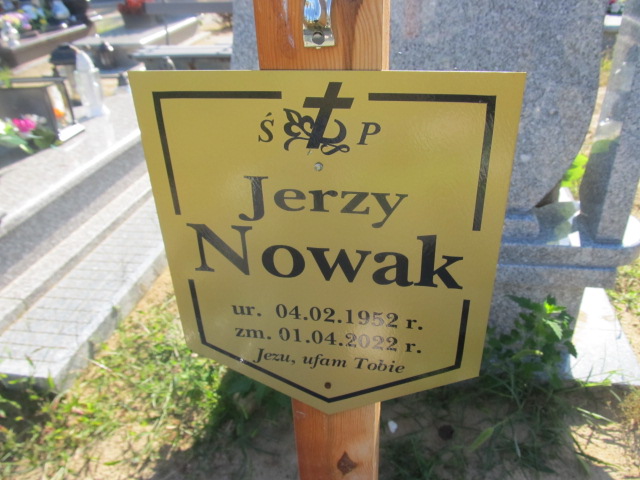 Ś P
Jerzy
Nowak
ur. 04.02.1952 r.
zm. 01.04.2022 r.
Jezu, ufam Tobie